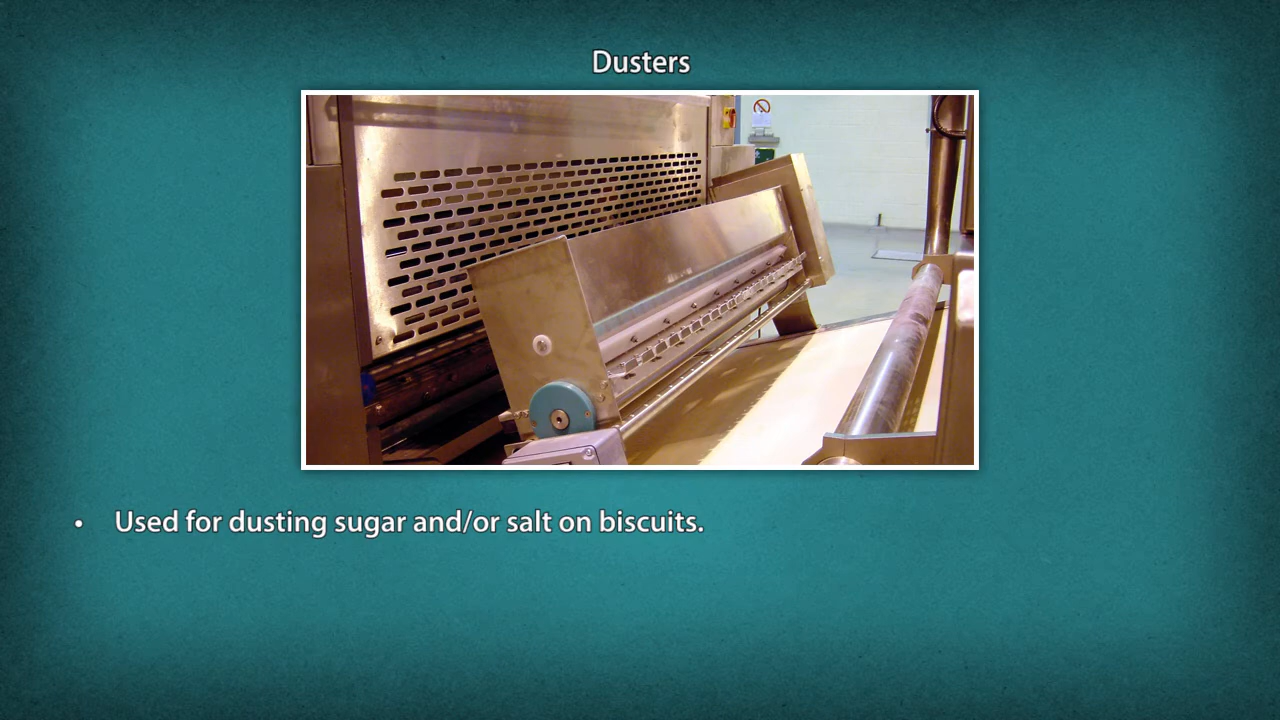 Dusters
• Used for dusting sugar and/or salt on biscuits.